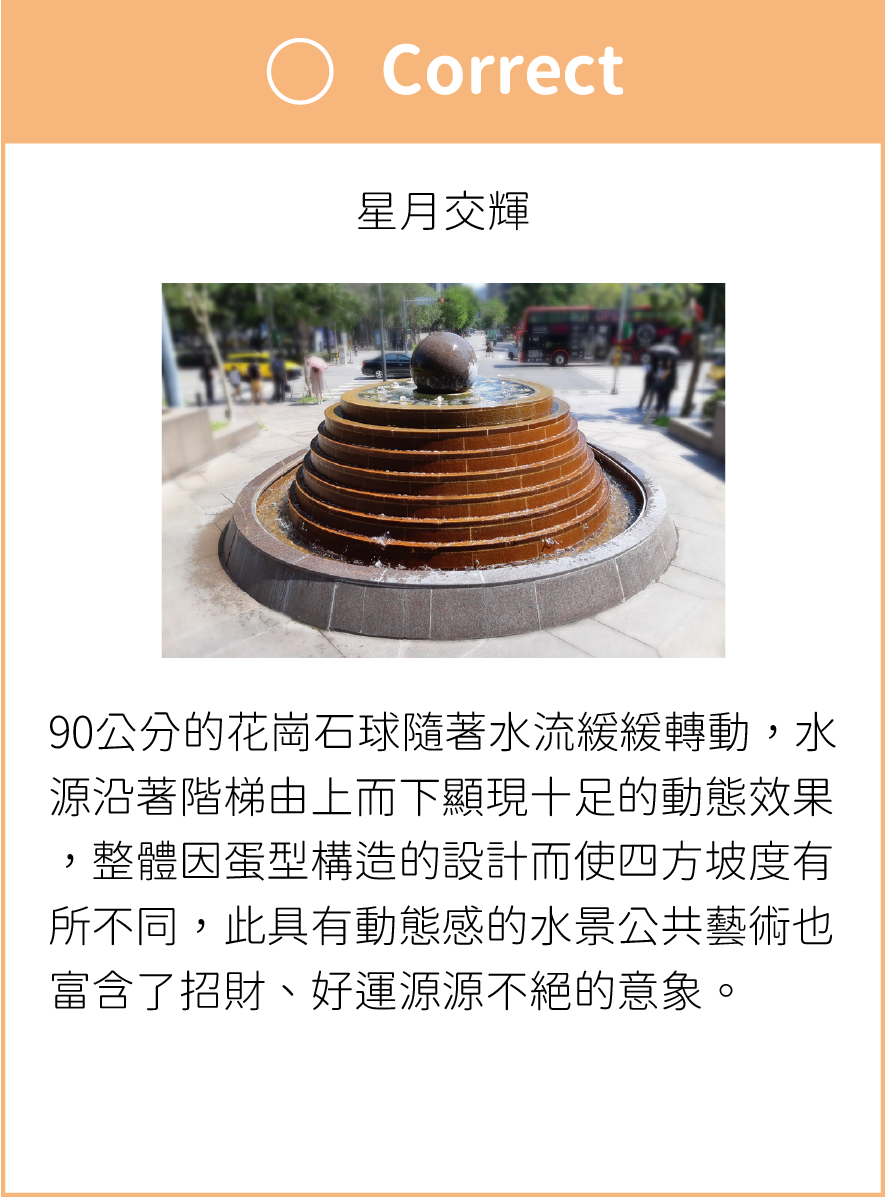 Correct
星月交輝
90公分的花崗石球隨著水流緩緩轉動，水
源沿著階梯由上而下顯現十足的動態效果
，整體因蛋型構造的設計而使四方坡度有
所不同，此具有動態感的水景公共藝術也
富含了招財、好運源源不絕的意象。